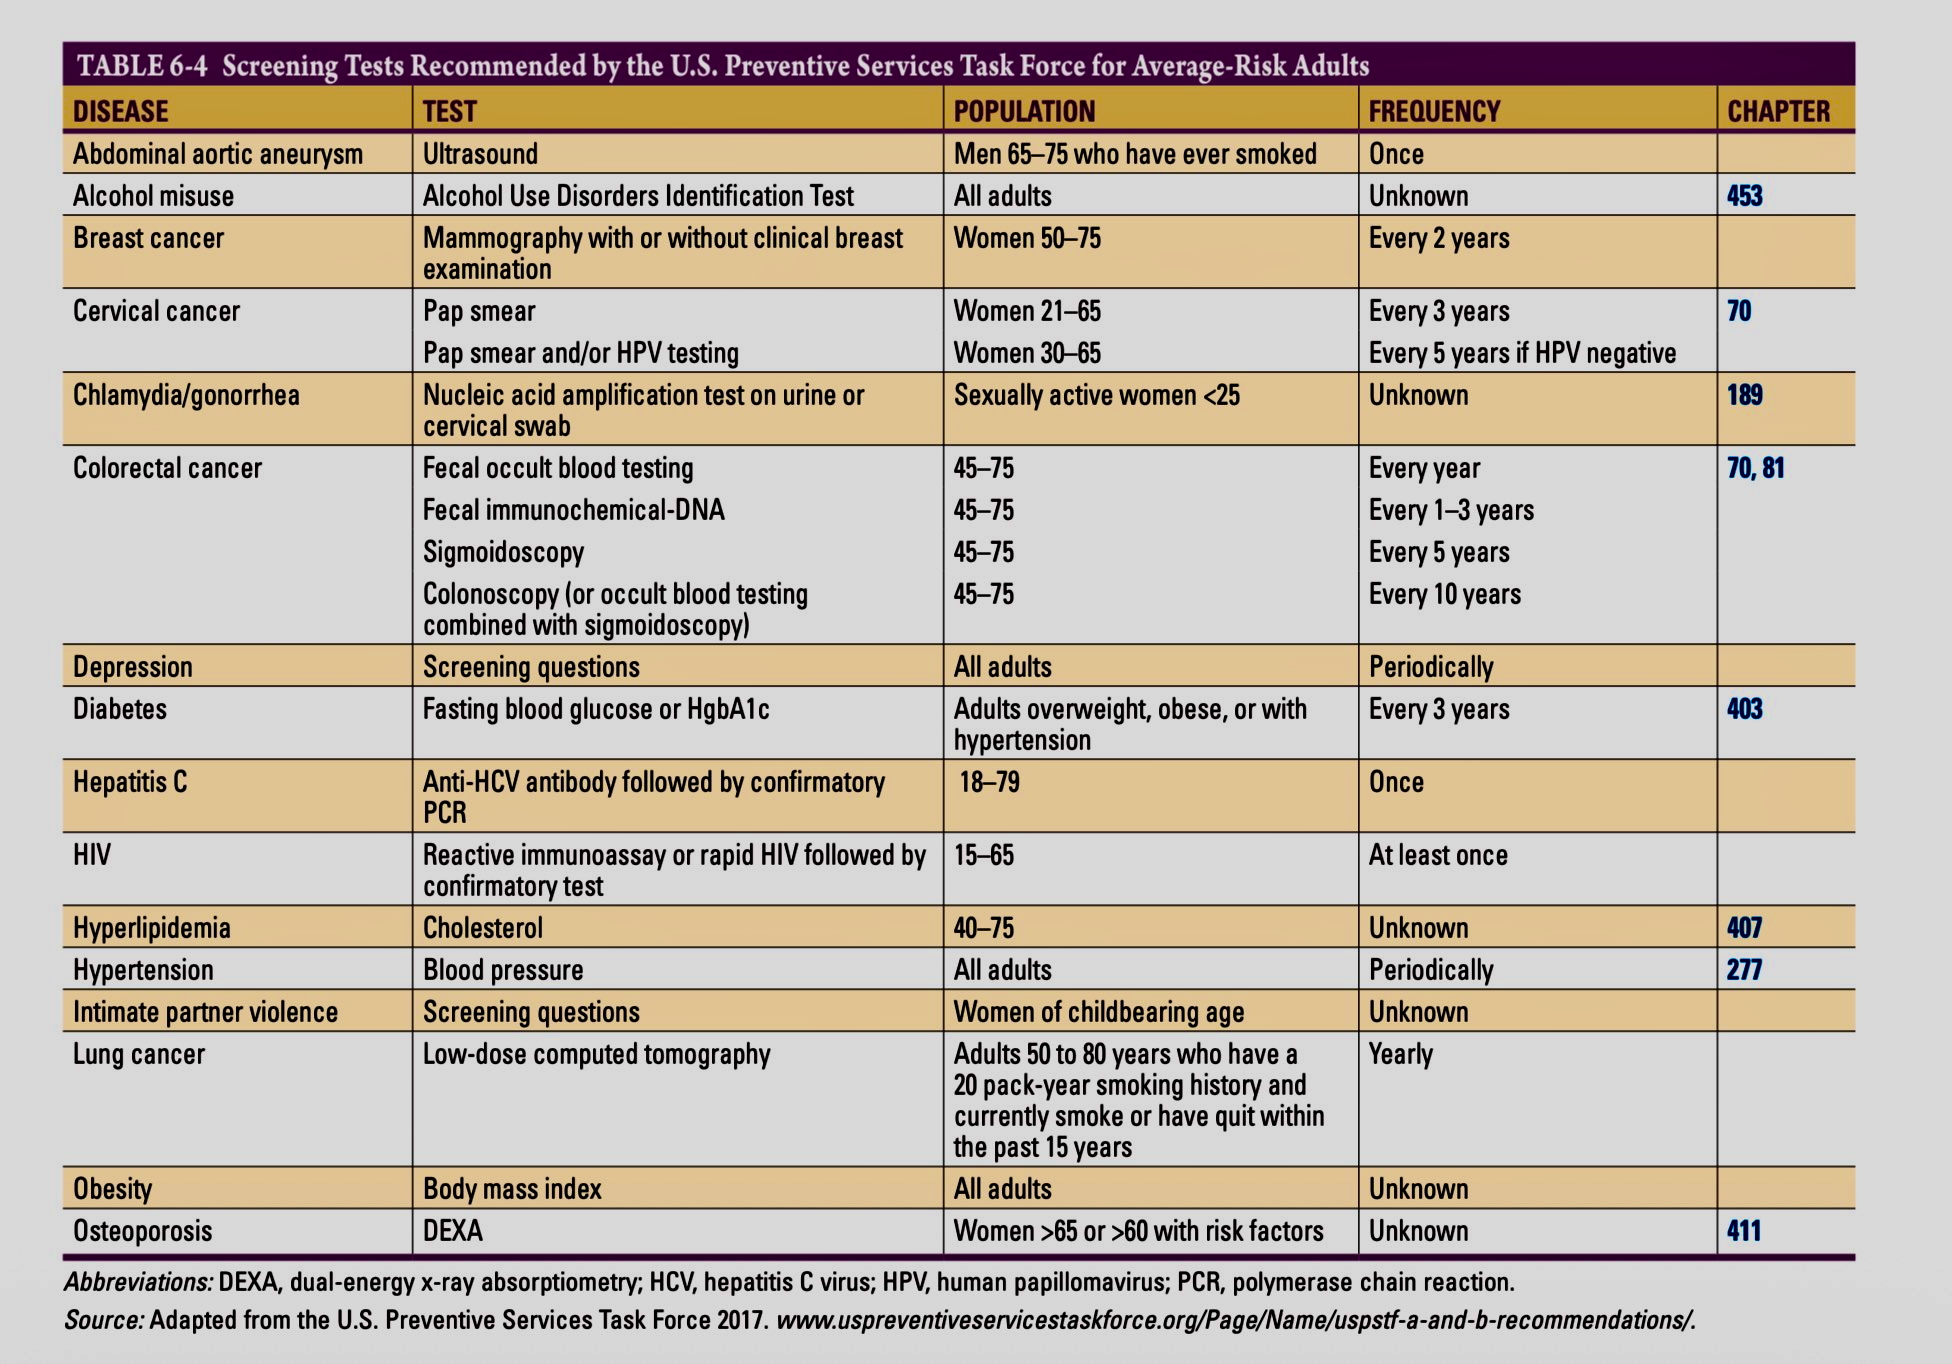 TABLE 6-4 Screening Tests Recommended by the U.S. Preventive Services Task Force for Average-Risk Adults
DISEASE TEST POPULATION FREQUENCY CHAPTER
Abdominal aortic aneurysm Ultrasound Men 65–75 who have ever smoked Once
Alcohol misuse Alcohol Use Disorders Identification Test All adults Unknown 453
Breast cancer Mammography with or without clinical breast Women 50–75 Every 2 years
examination
Cervical cancer Pap smear Women 21–65 Every 3 years 70
Pap smear and/or HPV testing Women 30–65 Every 5 years if HPV negative
Chlamydia/gonorrhea Nucleic acid amplification test on urine or Sexually active women <25 Unknown 189
cervical swab
Colorectal cancer Fecal occult blood testing 45–75 Every year 70, 81
Fecal immunochemical-DNA 45–75 Every 1–3 years
Sigmoidoscopy 45–75 Every 5 years
Colonoscopy (or occult blood testing 45–75 Every 10 years
combined with sigmoidoscopy)
Depression Screening questions All adults Periodically
Diabetes Fasting blood glucose or HgbA1c Adults overweight, obese, or with Every 3 years 403
hypertension
Hepatitis C Anti-HCV antibody followed by confirmatory 18–79 Once
PCR
HIV Reactive immunoassay or rapid HIV followed by 15–65 At least once
confirmatory test
Hyperlipidemia Cholesterol 40–75 Unknown 407
Hypertension Blood pressure All adults Periodically 277
Intimate partner violence Screening questions Women of childbearing age Unknown
Lung cancer Low-dose computed tomography Adults 50 to 80 years who have a Yearly
20 pack-year smoking history and
currently smoke or have quit within
the past 15 years
Obesity Body mass index All adults Unknown
Osteoporosis DEXA Women >65 or >60 with risk factors Unknown 411
Abbreviations: DEXA, dual-energy x-ray absorptiometry; HCV, hepatitis C virus; HPV, human papillomavirus; PCR, polymerase chain reaction.
Source: Adapted from the U.S. Preventive Services Task Force 2017. www.uspreventiveservicestaskforce.org/Page/Name/uspstf-a-and-b-recommendations/.